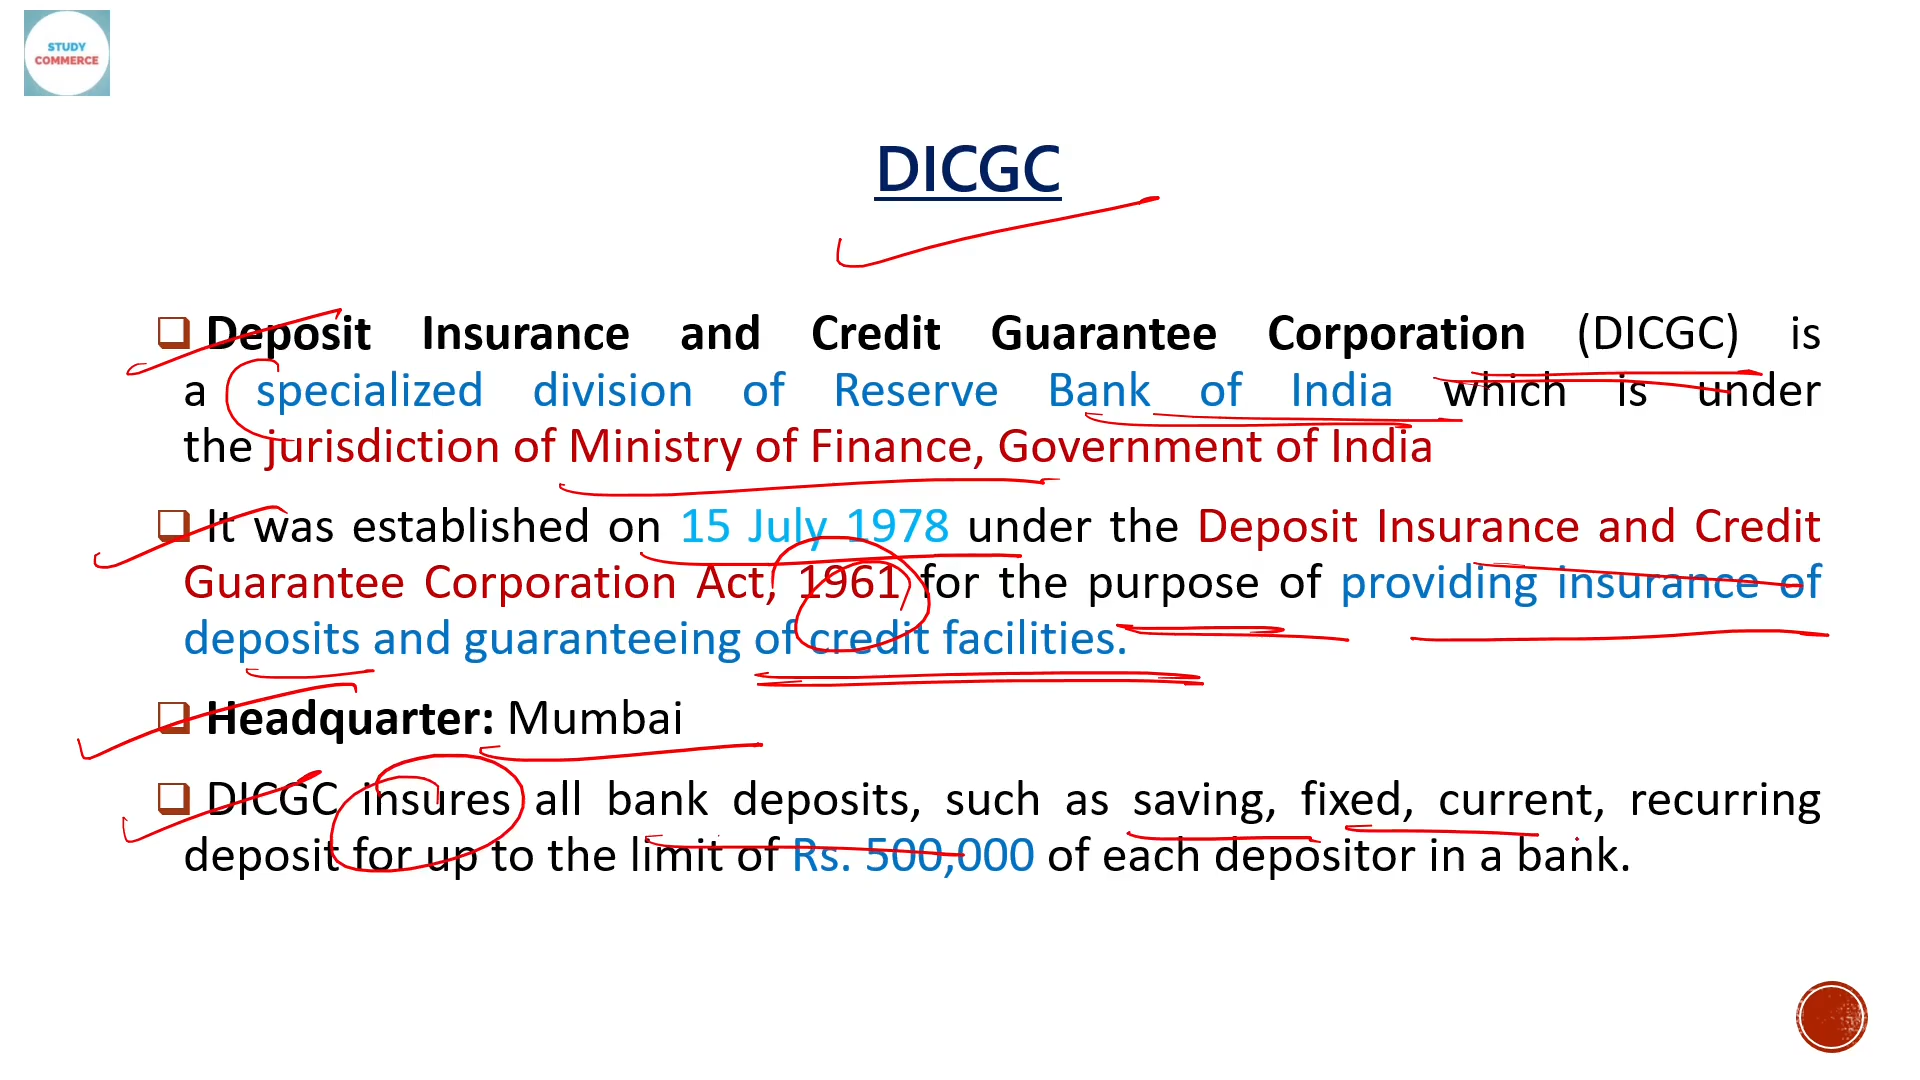 STUDY
COMMERCE
DICGC
Deposit Insurance and Credit Guarantee Corporation (DICGC) is
a specialized division of Reserve Bank of India which is under
the jurisdiction of Ministry of Finance, Government of India
It was established on 15 July 1978 under the Deposit Insurance and Credit
Guarantee Corporation Act, 1961 for the purpose of providing insurance of
deposits and guaranteeing of credit facilities.
Headquarter: Mumbai
DICGC insures all bank deposits, such as saving, fixed, current, recurring
deposit for up to the limit of Rs. 500,000 of each depositor in a bank.